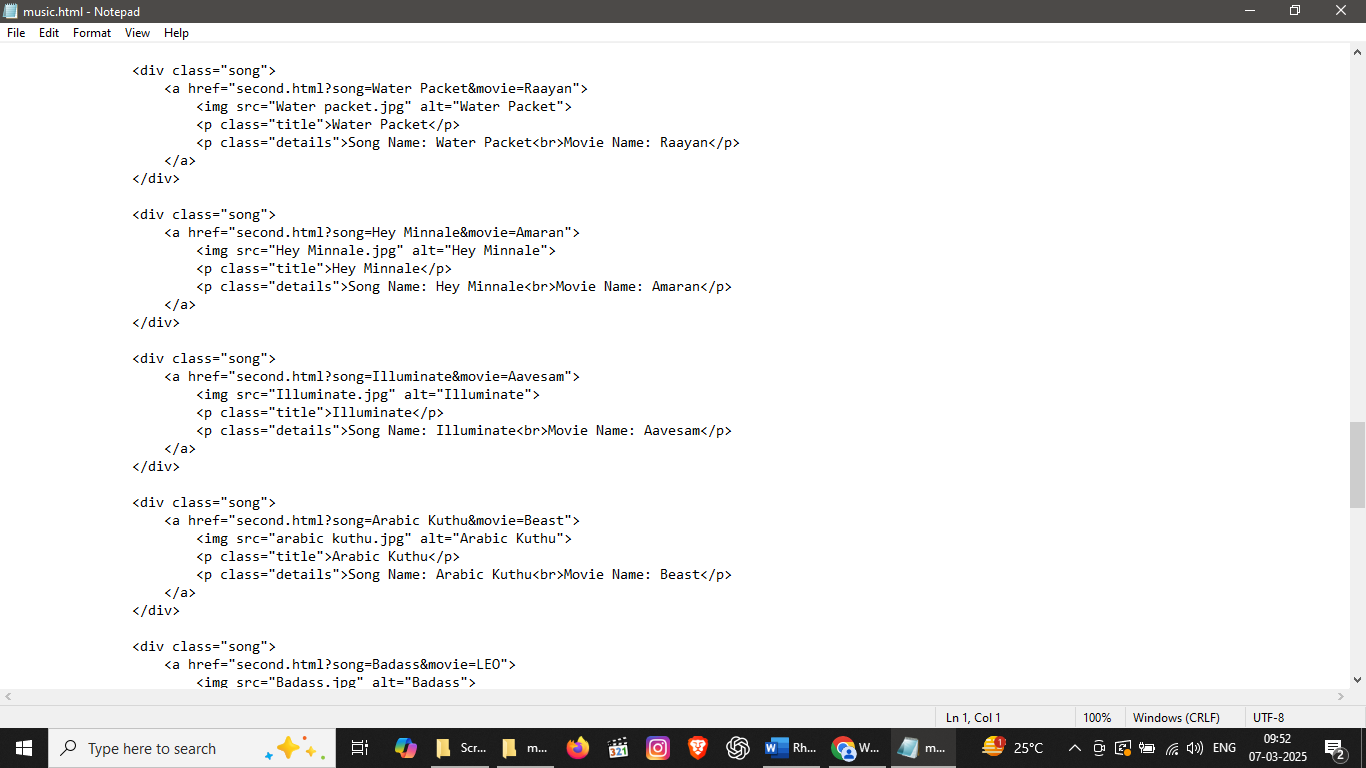 music.html - Notepad
File Edit Format View Help
<div class="song">
<a href="second.html?song=Water Packet&movie=Raayan">
<img src="Water packet.jpg" alt="Water Packet">
<p class="title">Water Packet</p>
<p class="details">Song Name: Water Packet<br>Movie Name: Raayan</p>
</a>
</div>
<div class="song">
<a href="second.html?song=Hey Minnale&movie=Amaran">
<img src="Hey Minnale.jpg" alt="Hey Minnale">
<p class="title">Hey Minnale</p>
<p class="details">Song Name: Hey Minnale<br>Movie Name: Amaran</p>
</a>
</div>
<div class="song">
<a href="second.html?song=Illuminate&movie=Aavesam">
<img src="Illuminate.jpg" alt="Illuminate">
<p class="title">Illuminate</p>
<p class="details">Song Name: Illuminate<br>Movie Name: Aavesam</p>
</a>
</div>
<div class="song">
<a href="second.html?song=Arabic Kuthu&movie=Beast">
<img src="arabic kuthu.jpg" alt="Arabic Kuthu">
<p class="title">Arabic Kuthu</p>
<p class="details">Song Name: Arabic Kuthu<br>Movie Name: Beast</p>
</a>
</div>
<div class="song">
<a href="second.html?song=Badass&movie=LEO">
<img src="Badass.jpg" alt="Badass">
Ln 1, Col 1 100% Windows (CRLF) UTF-8
Type here to search 321 Scr... m... W Rh... W... m... 1 25°C ENG 09:52
07-03-2025 2